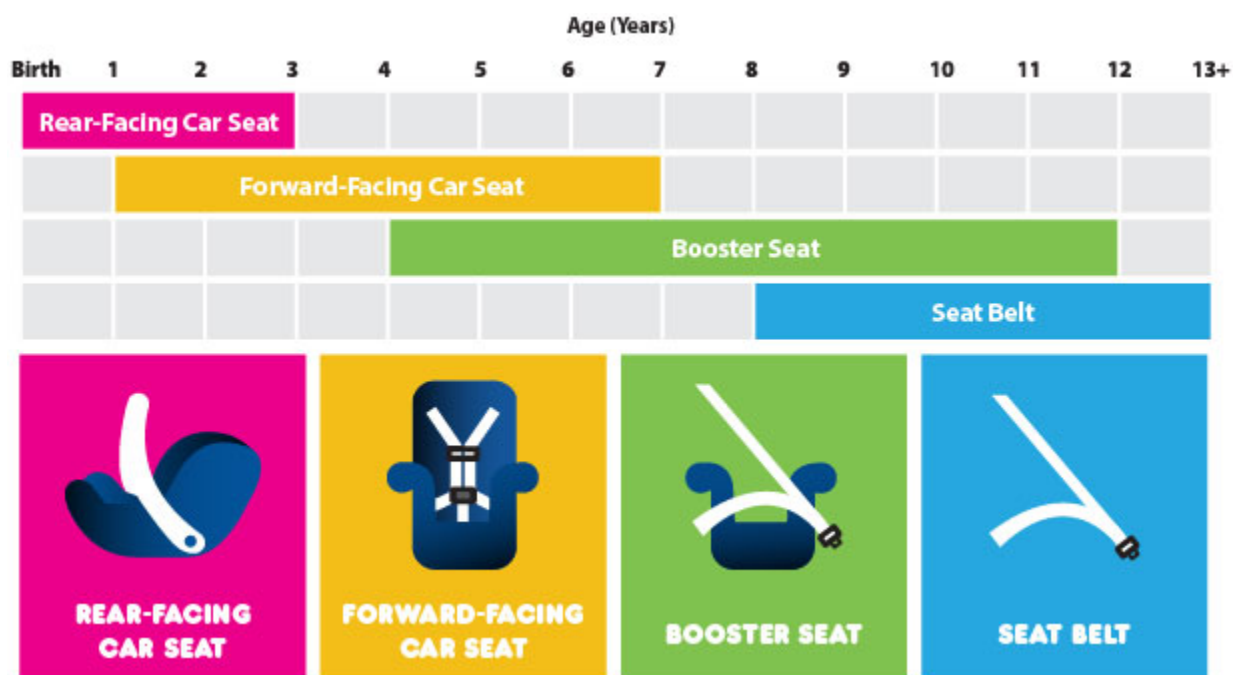 Age (Years)
Birth 1 2 3 4 5 6 7 8 9 10 11 12 13+
Rear-Facing Car Seat
Forward-Facing Car Seat
Booster Seat
Seat Belt
REAR-FACING
CAR SEAT
FORWARD-FACING
CAR SEAT
BOOSTER SEAT
SEAT BELT